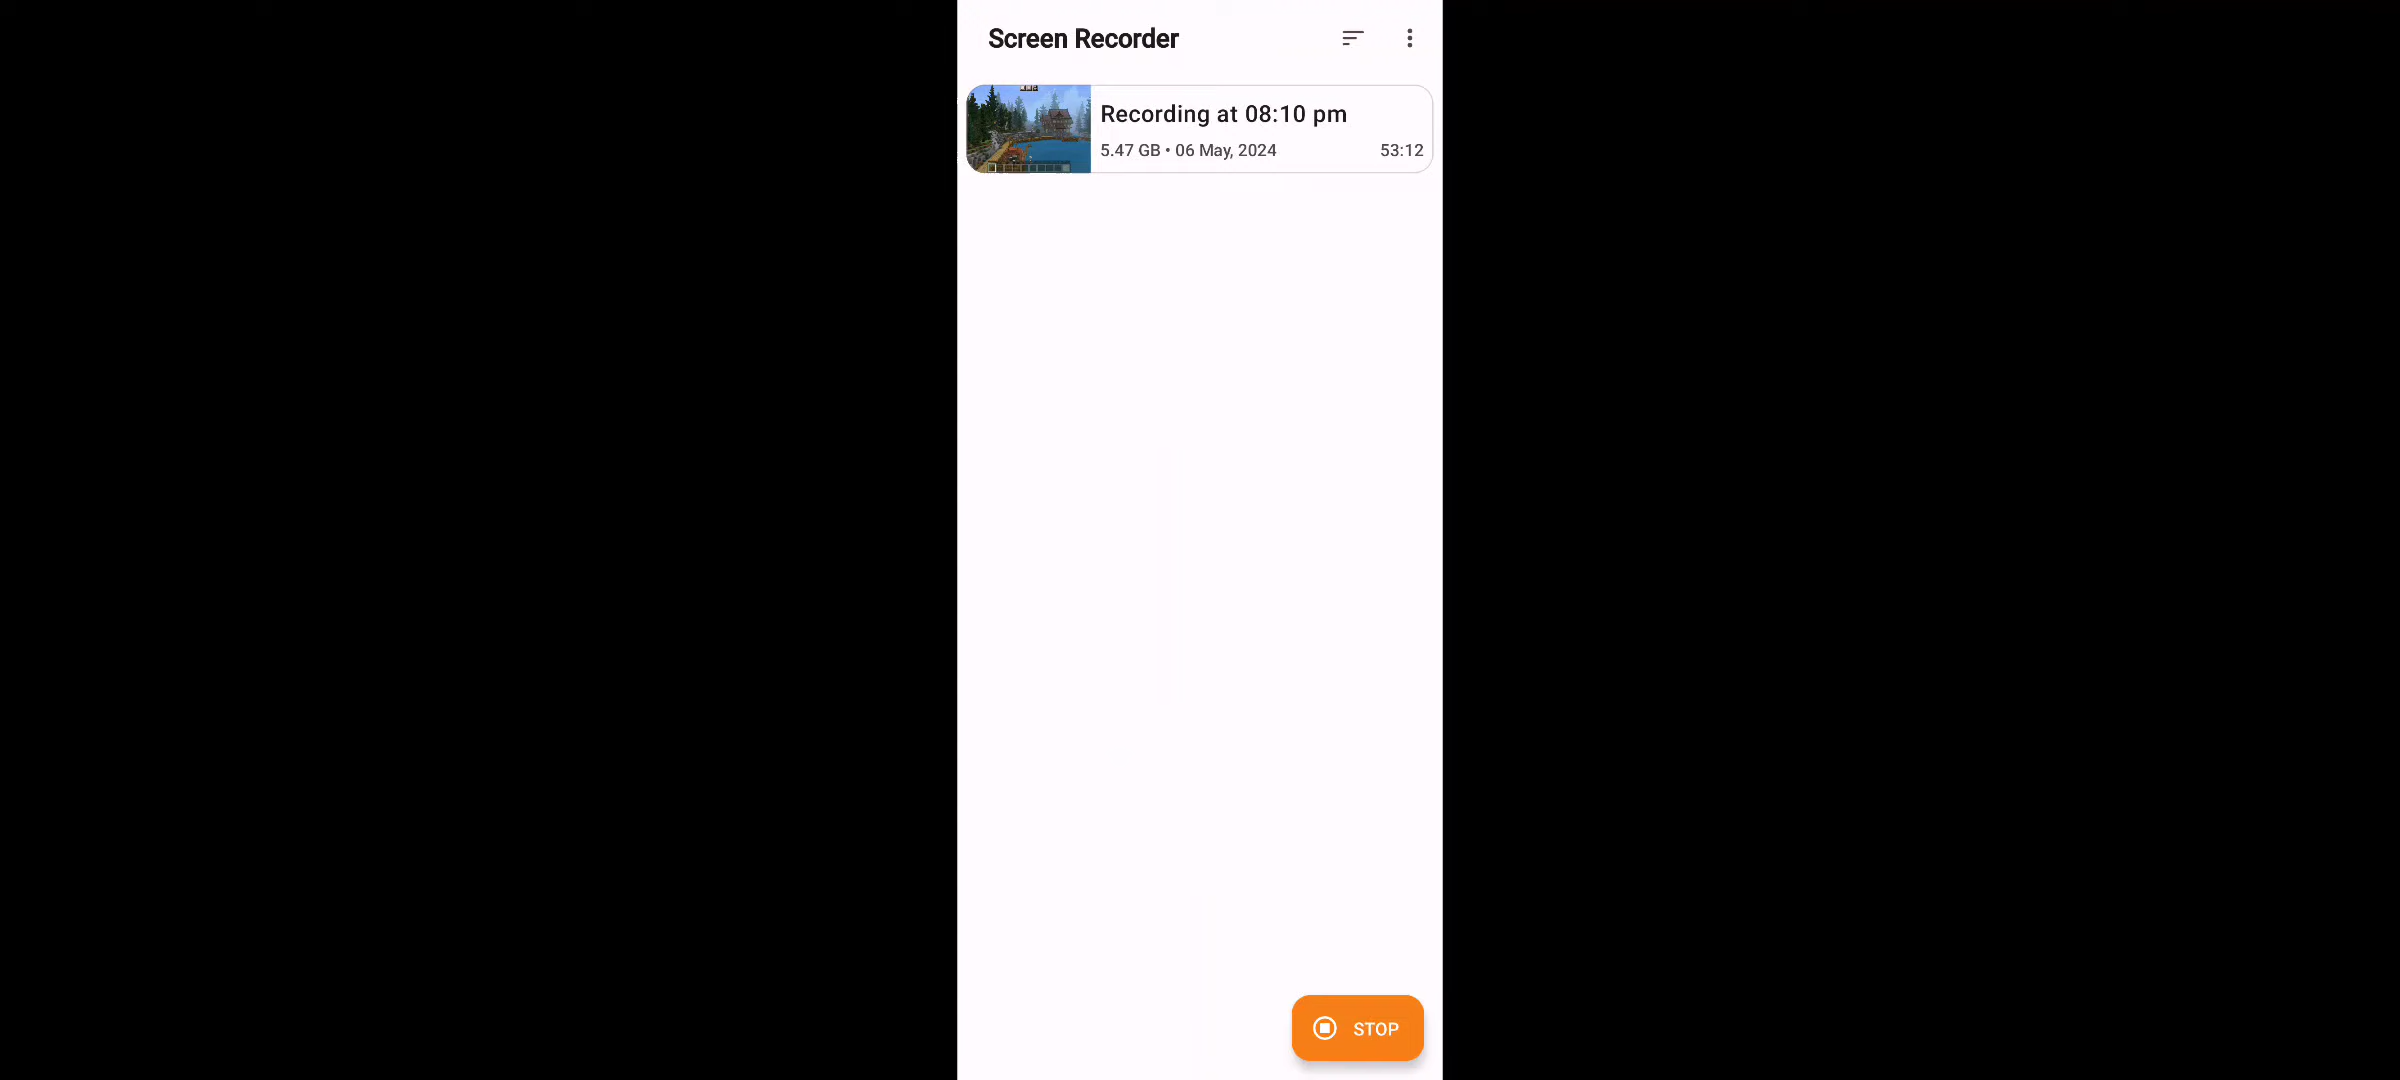 Screen Recorder
Recording at 08:10 pm
5.47 GB • 06 May, 2024 53:12
STOP